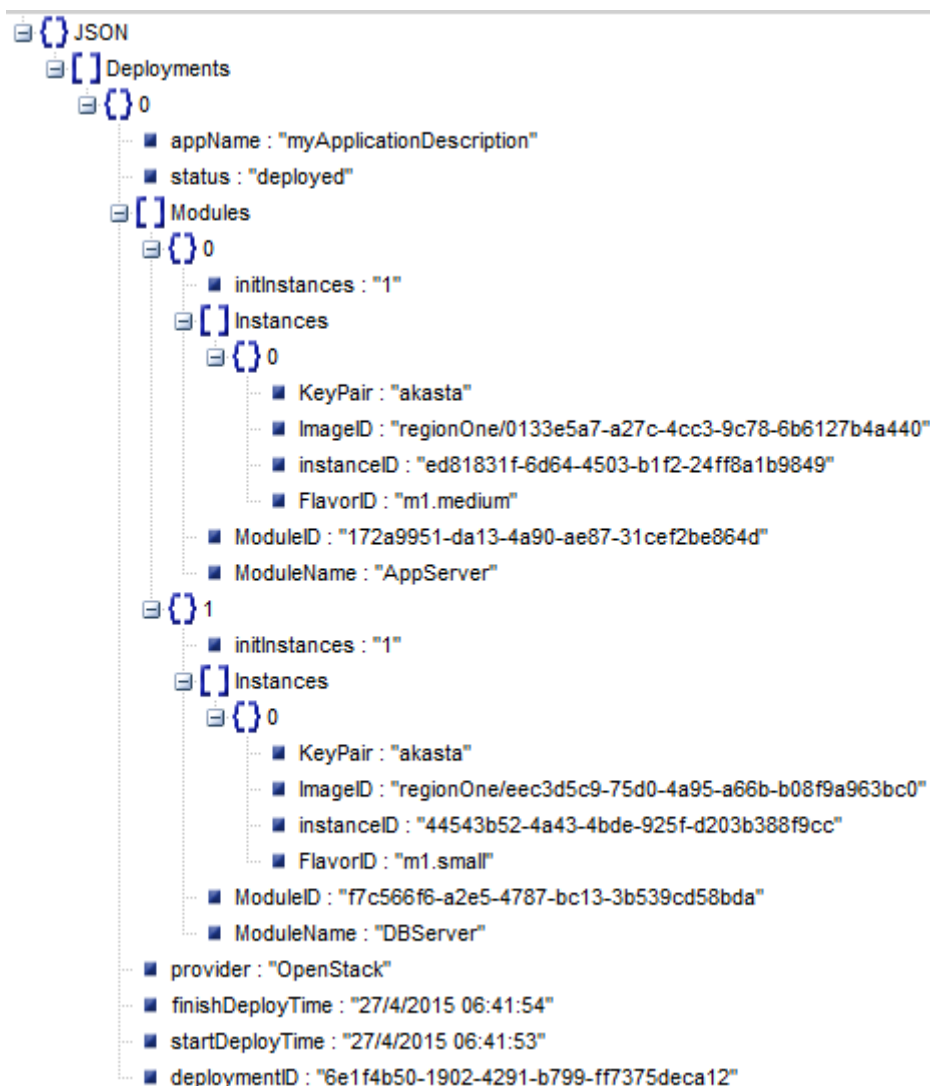 JSON
Deployments
0
appName : "myApplicationDescription"
status : "deployed"
Modules
0
initInstances : "1"
Instances
0
KeyPair : "akasta"
ImageID : "regionOne/0133e5a7-a27c-4cc3-9c78-6b6127b4a440"
instanceID : "ed81831f-6d64-4503-b1f2-24ff8a1b9849"
FlavorID : "m1.medium"
ModuleID : "172a9951-da13-4a90-ae87-31cef2be864d"
ModuleName : "AppServer"
1
initInstances : "1"
Instances
0
KeyPair : "akasta"
ImageID : "regionOne/eec3d5c9-75d0-4a95-a66b-b08f9a963bc0"
instanceID : "44543b52-4a43-4bde-925f-d203b388f9cc"
FlavorID : "m1.small"
ModuleID : "f7c566f6-a2e5-4787-bc13-3b539cd58bda"
ModuleName : "DBServer"
provider : "OpenStack"
finishDeployTime : "27/4/2015 06:41:54"
startDeployTime : "27/4/2015 06:41:53"
deploymentID : "6e1f4b50-1902-4291-b799-ff7375deca12"